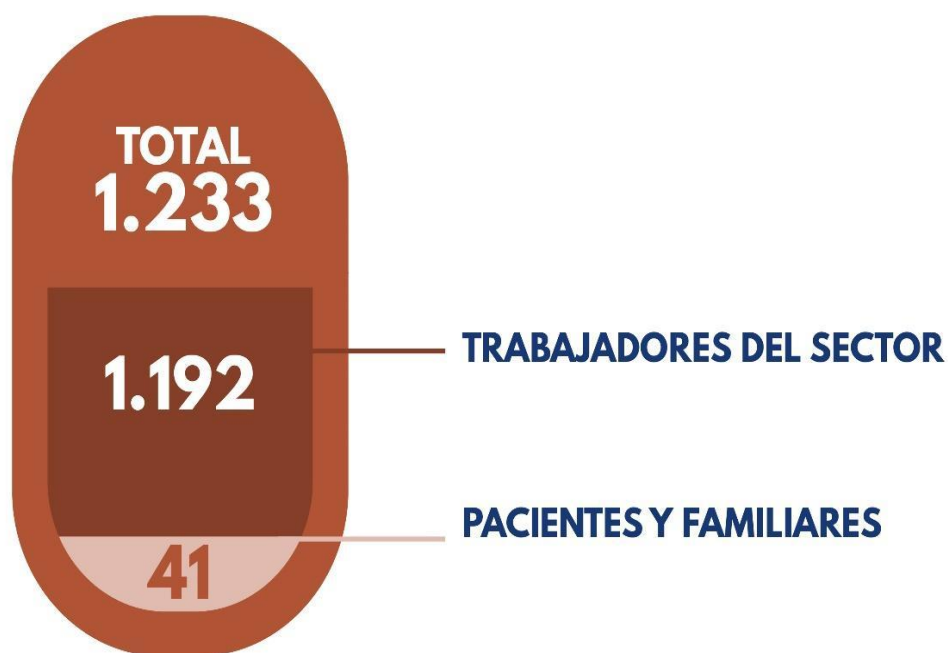 TOTAL
1.233
1.192
TRABAJADORES DEL SECTOR
PACIENTES Y FAMILIARES
41